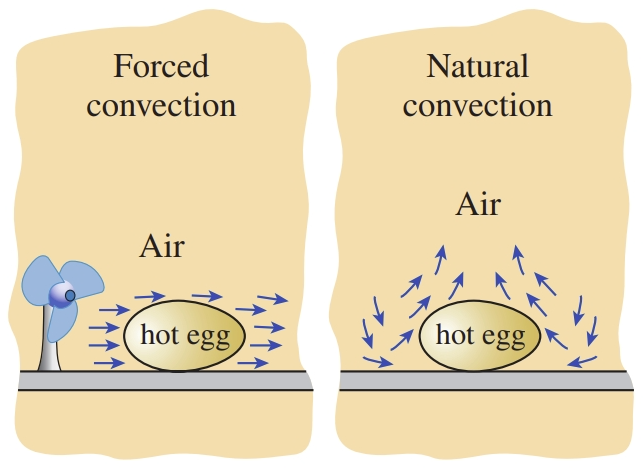 Forced
convection
Air
hot egg
Natural
convection
Air
hot egg